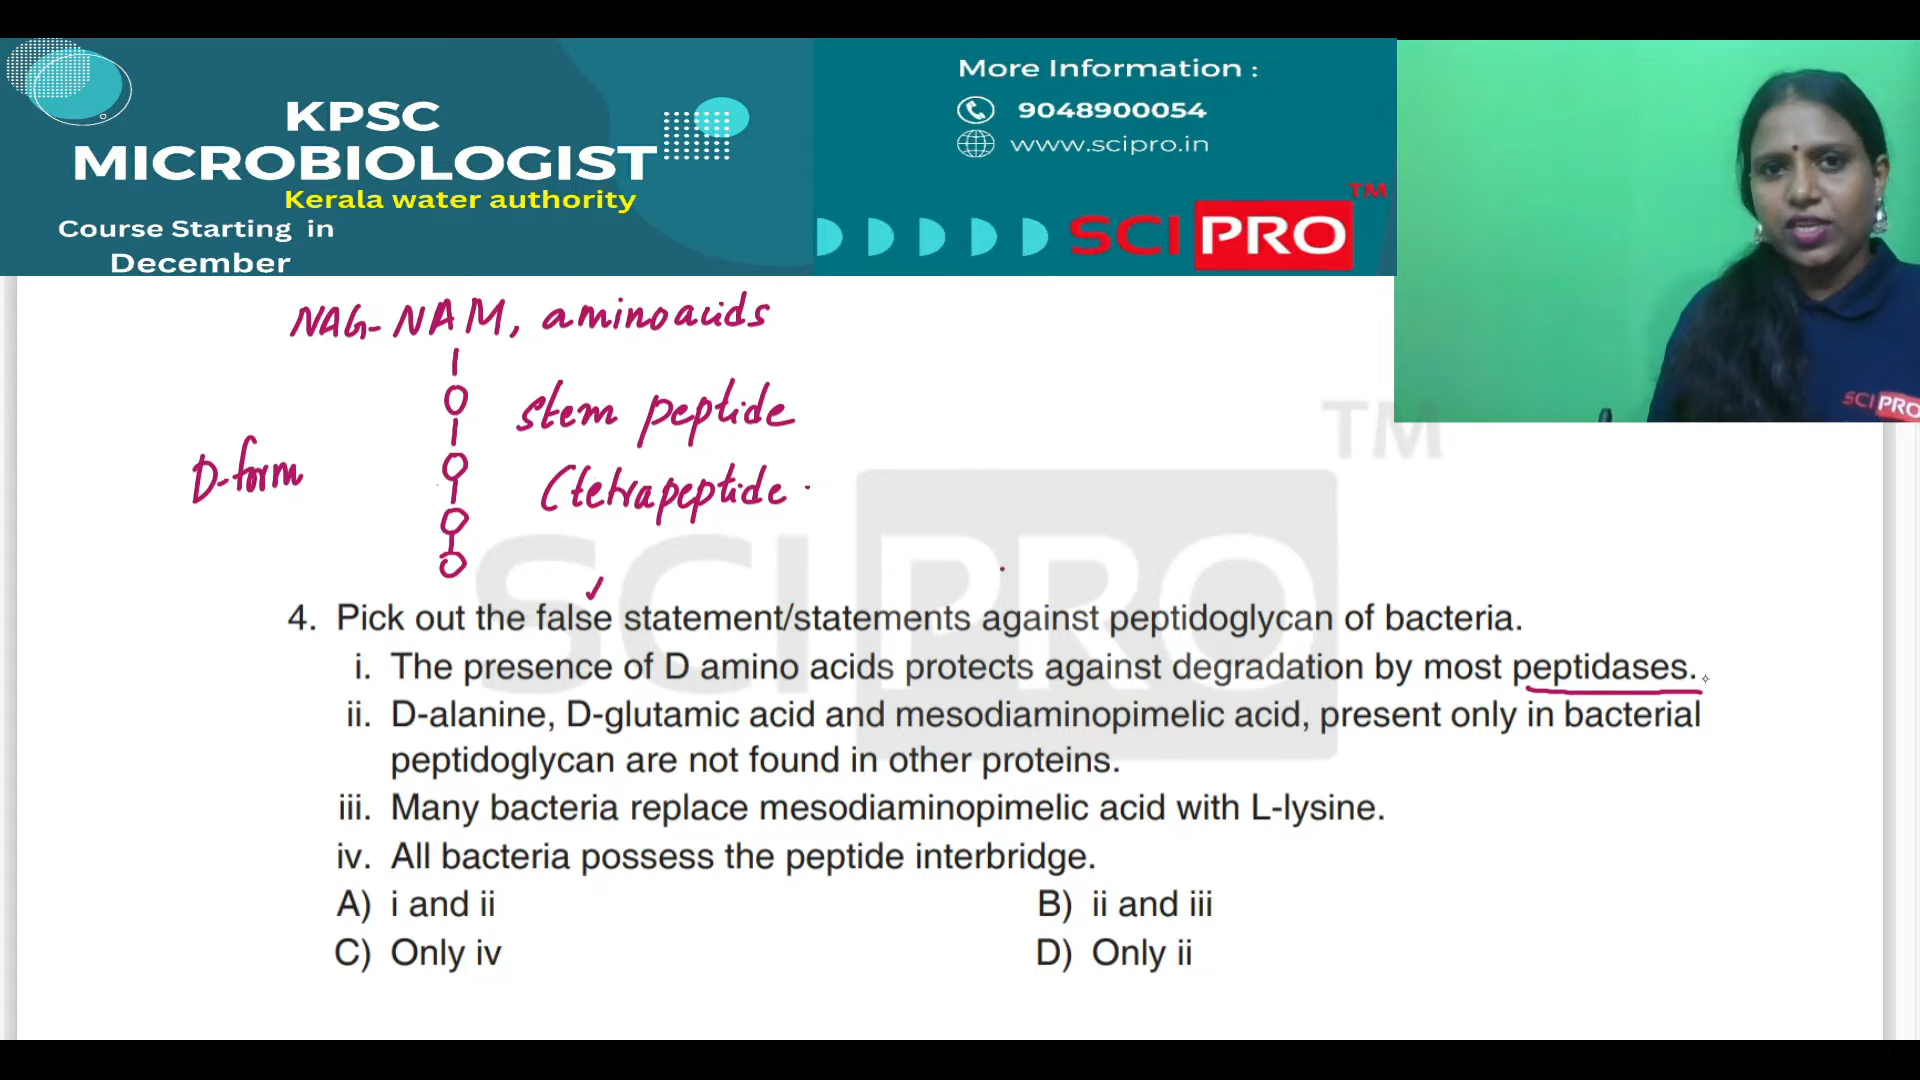 KPSC
MICROBIOLOGIST
Kerala water authority
Course Starting in
December
More Information :
9048900054
www.scipro.in
SCIPRO TM
SCIPRO
NAG-NAM, aminoacids
stem peptide
D-form
(tetrapeptide
SCIPRO TM
4. Pick out the false statement/statements against peptidoglycan of bacteria.
i. The presence of D amino acids protects against degradation by most peptidases.
ii. D-alanine, D-glutamic acid and mesodiaminopimelic acid, present only in bacterial
peptidoglycan are not found in other proteins.
iii. Many bacteria replace mesodiaminopimelic acid with L-lysine.
iv. All bacteria possess the peptide interbridge.
A) i and ii
B) ii and iii
C) Only iv
D) Only ii